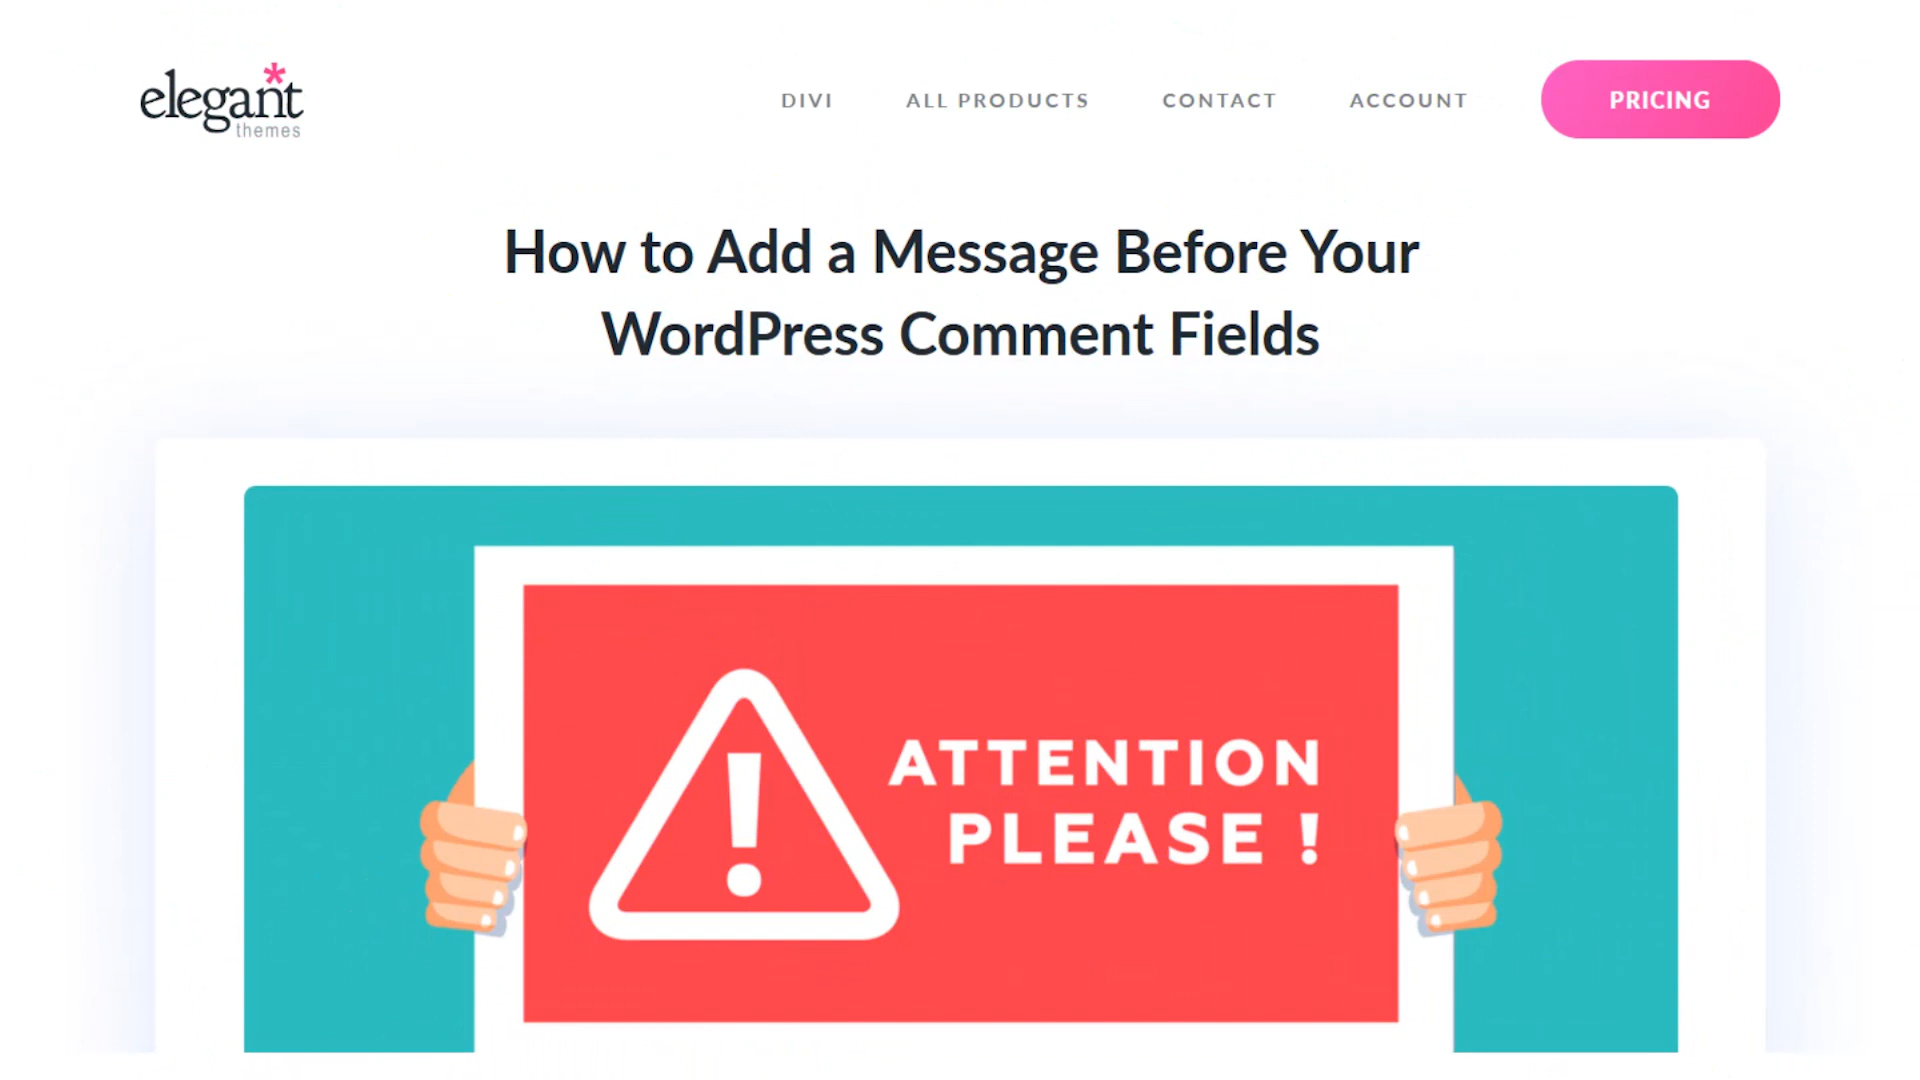 elegant
themes
DIVI
ALL PRODUCTS
CONTACT
ACCOUNT
PRICING
How to Add a Message Before Your
WordPress Comment Fields
ATTENTION
PLEASE !